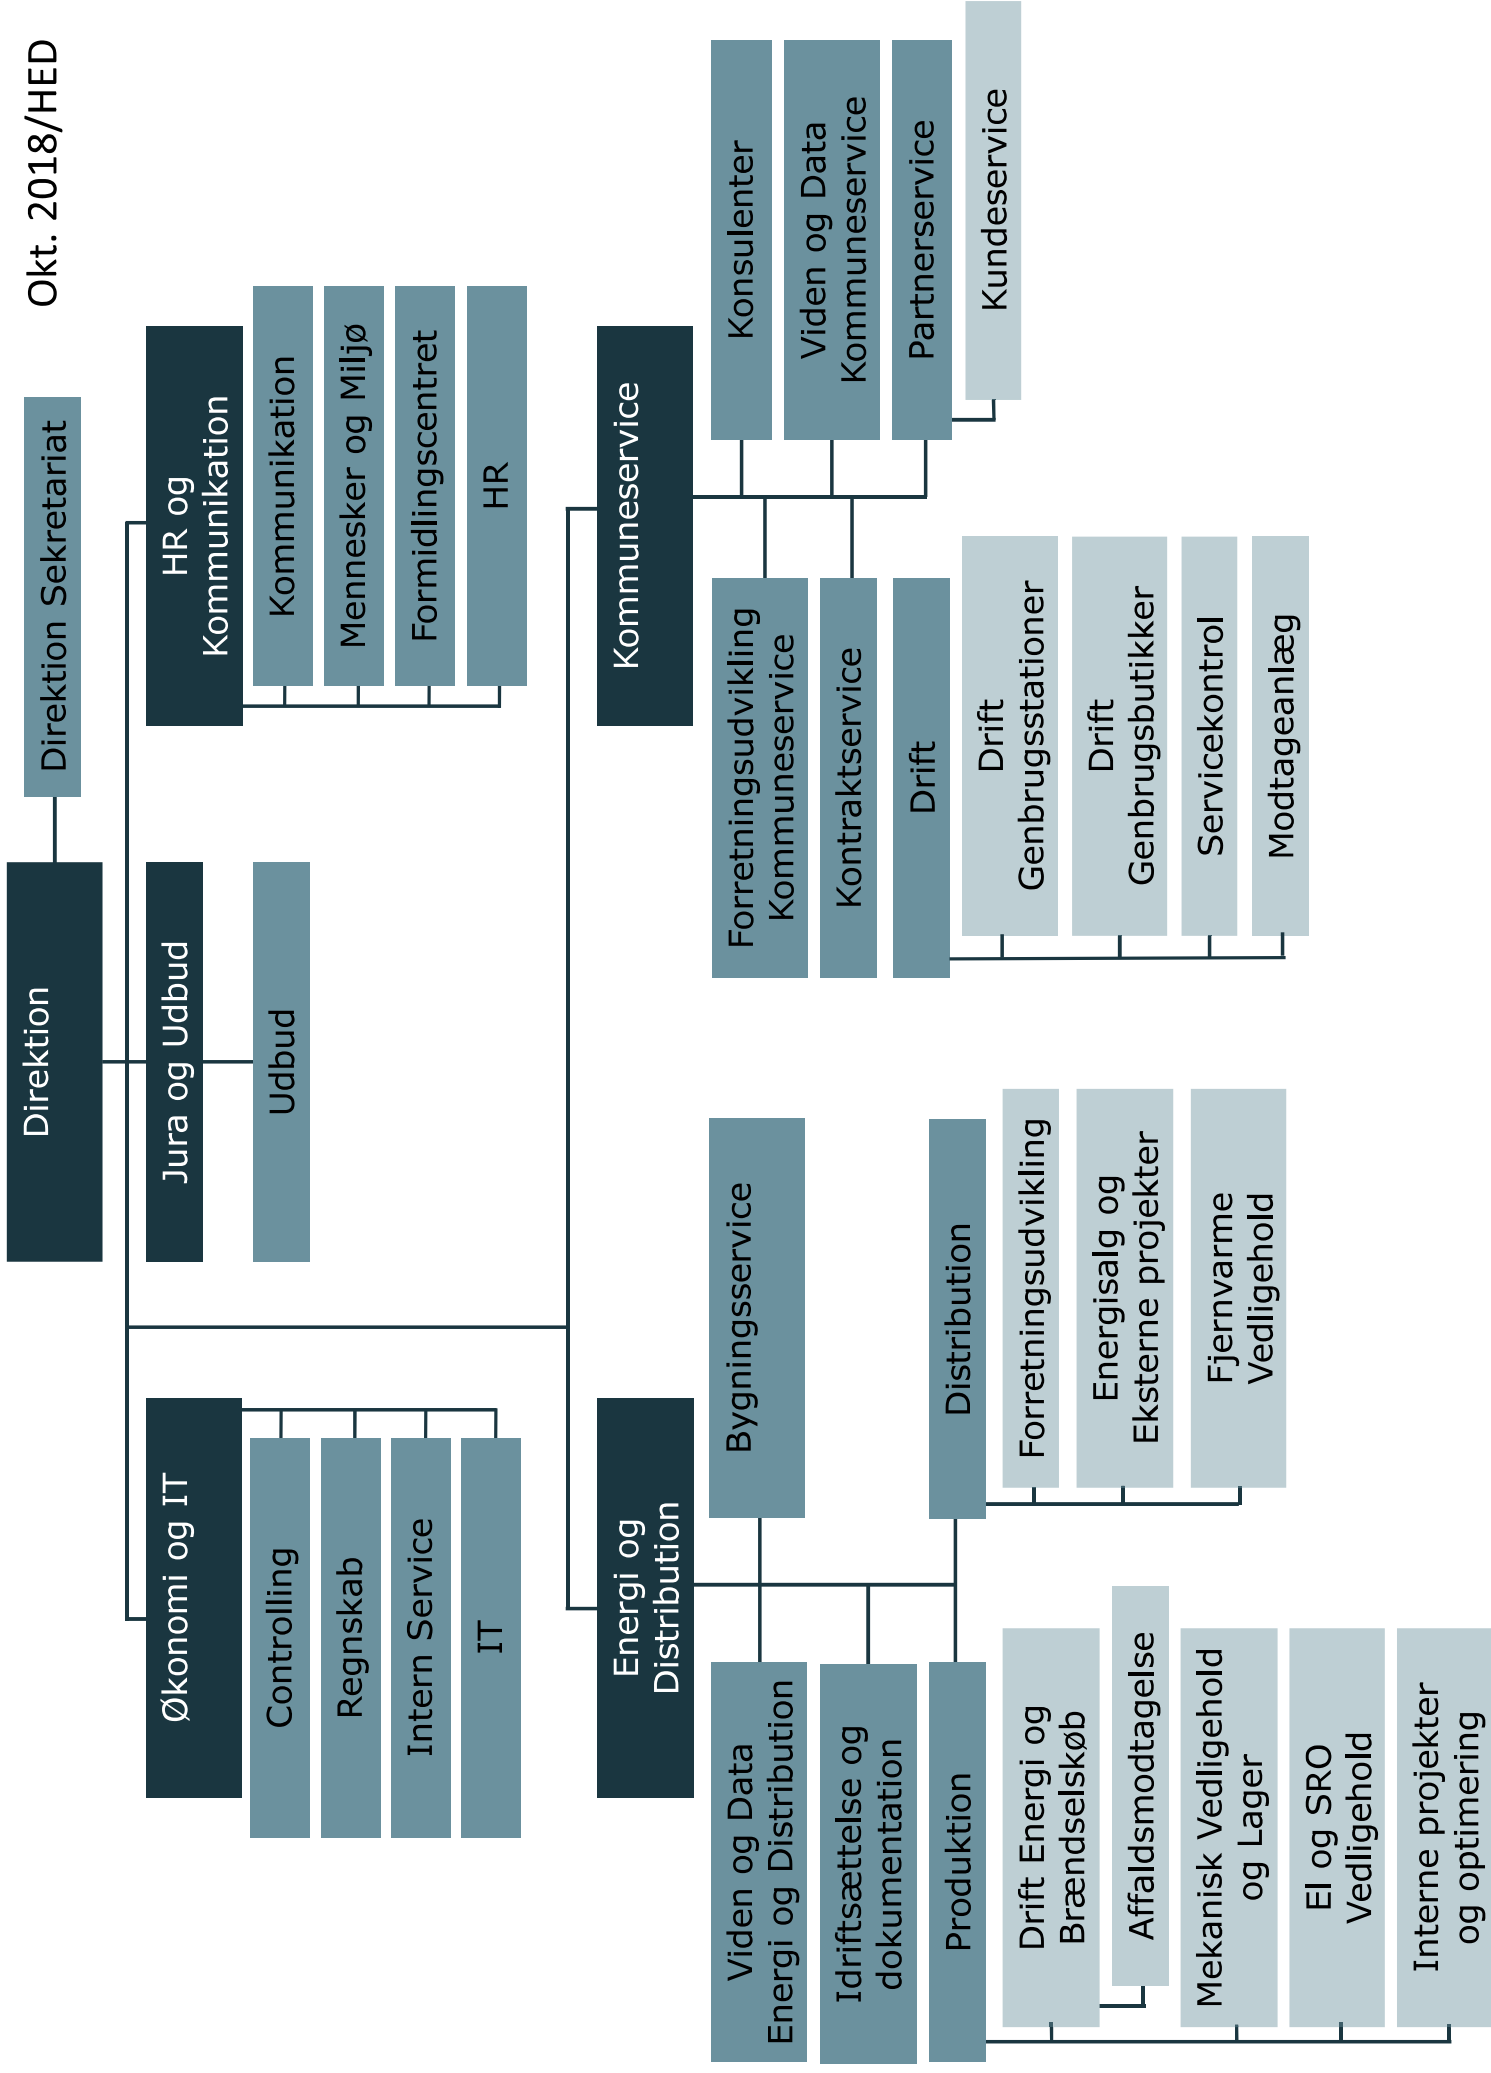 Okt. 2018/HED
Direktion
Direktion Sekretariat
Økonomi og IT
Controlling
Regnskab
Intern Service
IT
Jura og Udbud
Udbud
HR og
Kommunikation
Kommunikation
Mennesker og Miljø
Formidlingscentret
HR
Energi og
Distribution
Viden og Data
Energi og Distribution
Idriftsættelse og
dokumentation
Produktion
Drift Energi og
Brændselskøb
Affaldsmodtagelse
Mekanisk Vedligehold
og Lager
El og SRO
Vedligehold
Interne projekter
og optimering
Bygningsservice
Distribution
Forretningsudvikling
Energisalg og
Eksterne projekter
Fjernvarme
Vedligehold
Kommuneservice
Forretningsudvikling
Kommuneservice
Kontraktservice
Drift
Drift
Genbrugsstationer
Drift
Genbrugsbutikker
Servicekontrol
Modtageanlæg
Konsulenter
Viden og Data
Kommuneservice
Partnerservice
Kundeservice